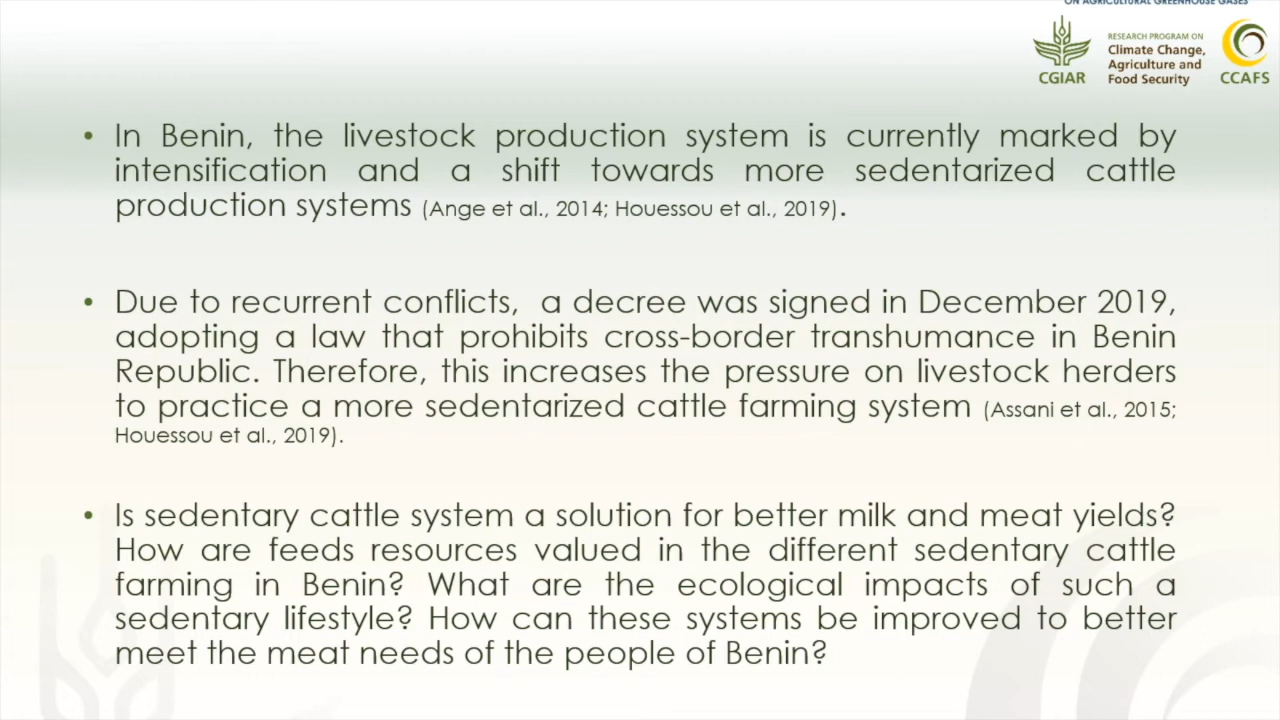 ON AGRICULTURAL GREENHOUSE GASES
RESEARCH PROGRAM ON
Climate Change,
Agriculture and
Food Security
CGIAR
CCAFS
• In Benin, the livestock production system is currently marked by
intensification and a shift towards more sedentarized cattle
production systems (Ange et al., 2014; Houessou et al., 2019).
• Due to recurrent conflicts, a decree was signed in December 2019,
adopting a law that prohibits cross-border transhumance in Benin
Republic. Therefore, this increases the pressure on livestock herders
to practice a more sedentarized cattle farming system (Assani et al., 2015;
Houessou et al., 2019).
• Is sedentary cattle system a solution for better milk and meat yields?
How are feeds resources valued in the different sedentary cattle
farming in Benin? What are the ecological impacts of such a
sedentary lifestyle? How can these systems be improved to better
meet the meat needs of the people of Benin?